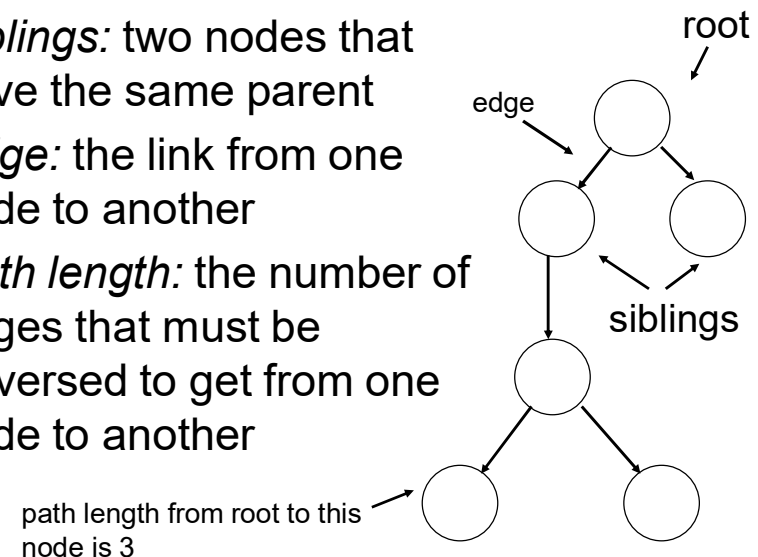 blings: two nodes that
ve the same parent
ge: the link from one
de to another
th length: the number of
ges that must be
versed to get from one
de to another
path length from root to this
node is 3
root
edge
siblings